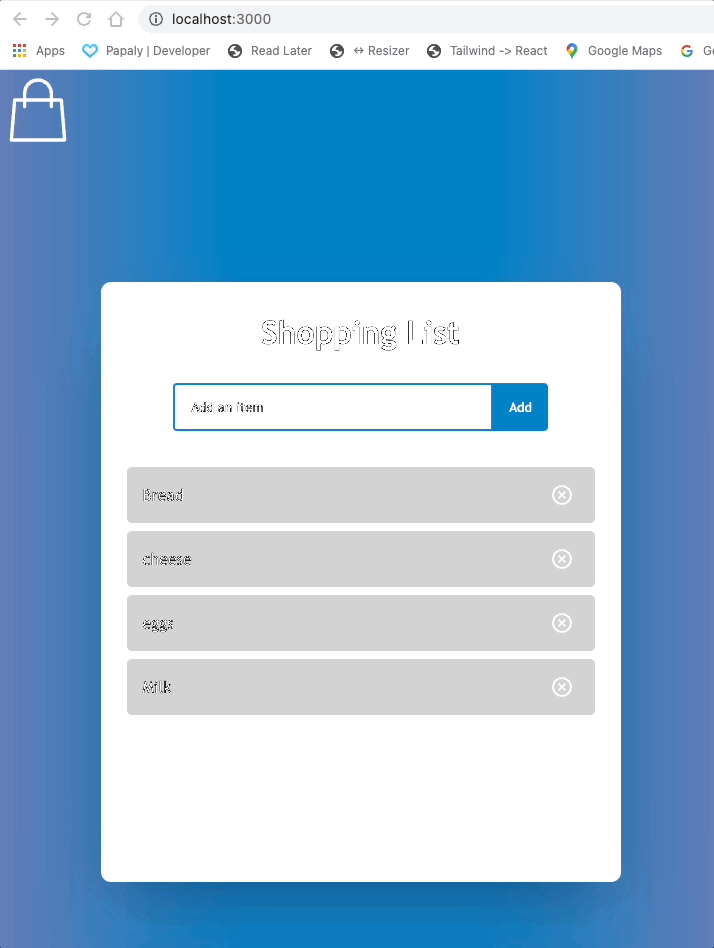 localhost:3000
Apps Papaly | Developer Read Later ↔ Resizer Tailwind -> React Google Maps
Shopping List
Add an item Add
Bread
cheese
eggs
Milk